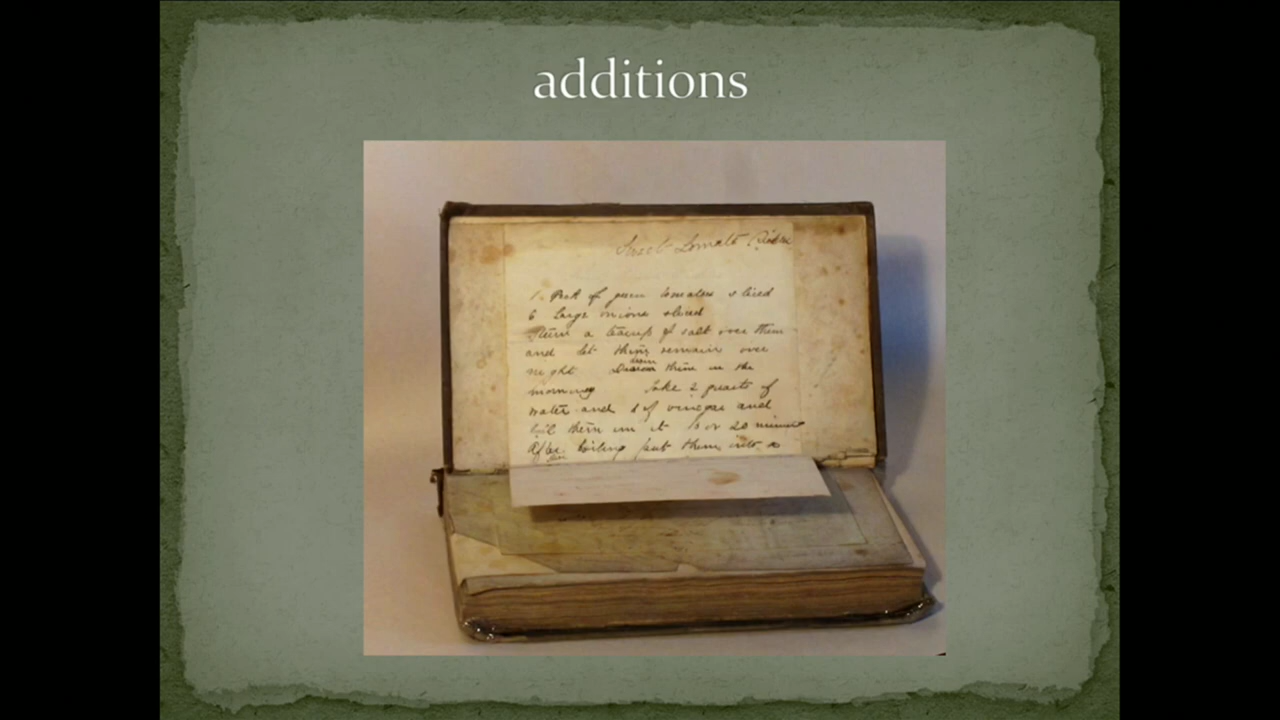 additions
Sweet Tomato
1 Peck of green tomatoes sliced
6 large onions sliced
a teacup of salt over them
and let them remain over
night drain them in the
morning Take 2 quarts of
water and 1 of vinegar and
boil them in it 15 or 20 minutes
After boiling put them into a